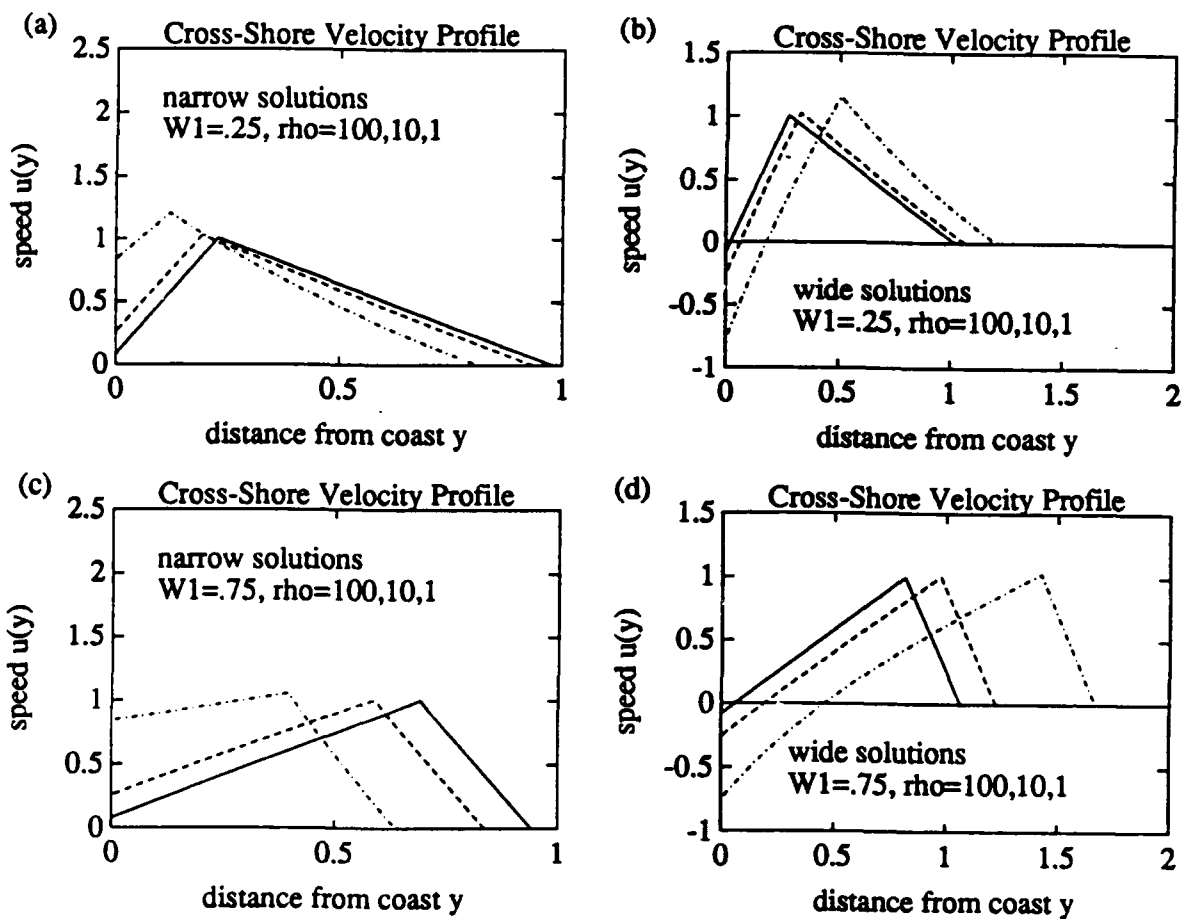 (a)
Cross-Shore Velocity Profile
2.5
2
1.5
1
0.5
0
speed u(y)
narrow solutions
W1=.25, rho=100,10,1
0
0.5
1
distance from coast y
(b)
Cross-Shore Velocity Profile
1.5
1
0.5
0
-0.5
-1
speed u(y)
wide solutions
W1=.25, rho=100,10,1
0
0.5
1
1.5
2
distance from coast y
(c)
Cross-Shore Velocity Profile
2.5
2
1.5
1
0.5
0
speed u(y)
narrow solutions
W1=.75, rho=100,10,1
0
0.5
1
distance from coast y
(d)
Cross-Shore Velocity Profile
1.5
1
0.5
0
-0.5
-1
speed u(y)
wide solutions
W1=.75, rho=100,10,1
0
0.5
1
1.5
2
distance from coast y